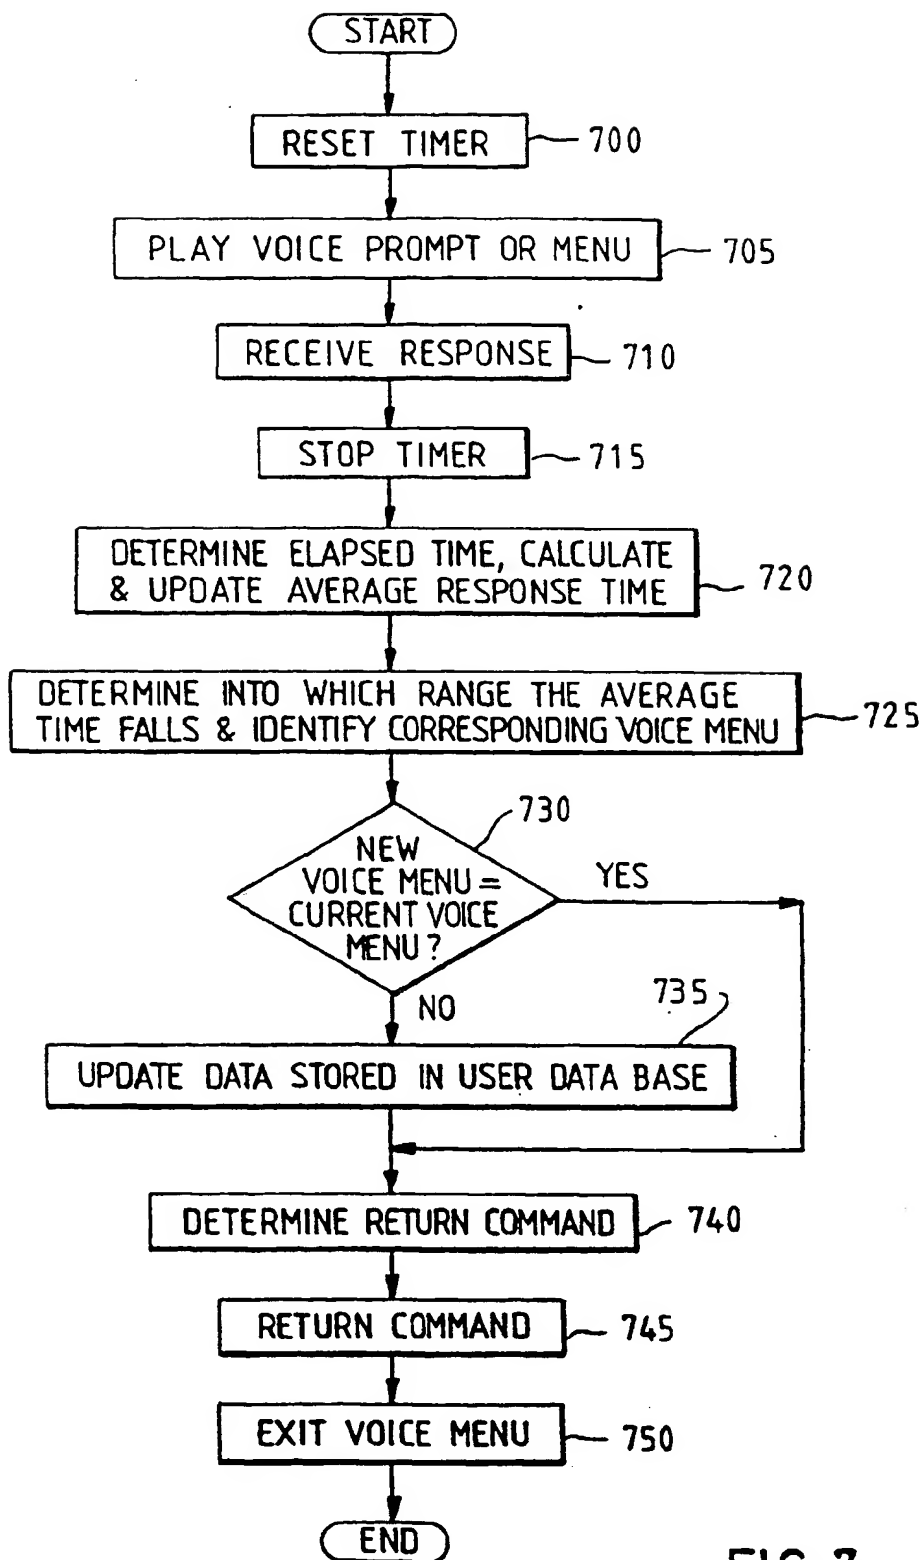 START
RESET TIMER
700
PLAY VOICE PROMPT OR MENU
705
RECEIVE RESPONSE
710
STOP TIMER
715
DETERMINE ELAPSED TIME, CALCULATE
& UPDATE AVERAGE RESPONSE TIME
720
DETERMINE INTO WHICH RANGE THE AVERAGE
TIME FALLS & IDENTIFY CORRESPONDING VOICE MENU
725
730
NEW
VOICE MENU =
CURRENT VOICE
MENU?
YES
NO
735
UPDATE DATA STORED IN USER DATA BASE
DETERMINE RETURN COMMAND
740
RETURN COMMAND
745
EXIT VOICE MENU
750
END
FIG. 7